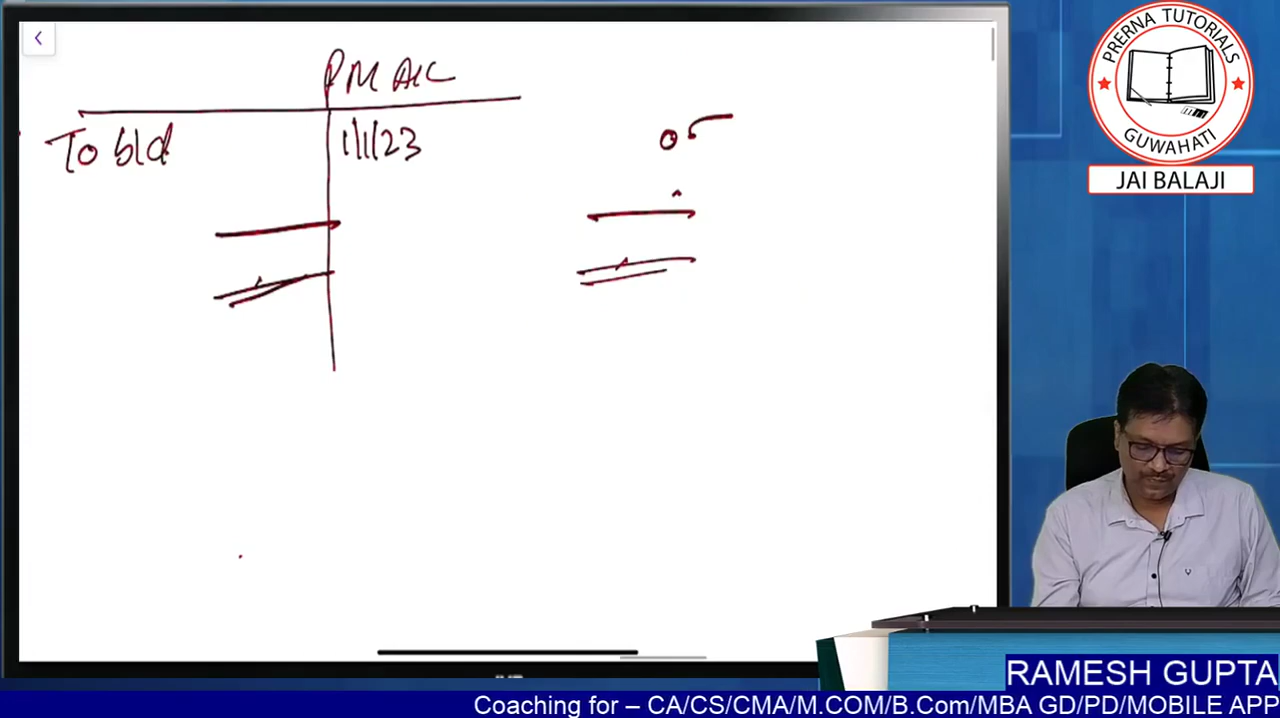 PM A/C
To b/d
1/1/23
PRERNA TUTORIALS
GUWAHATI
JAI BALAJI
RAMESH GUPTA
Coaching for – CA/CS/CMA/M.COM/B.Com/MBA GD/PD/MOBILE APP